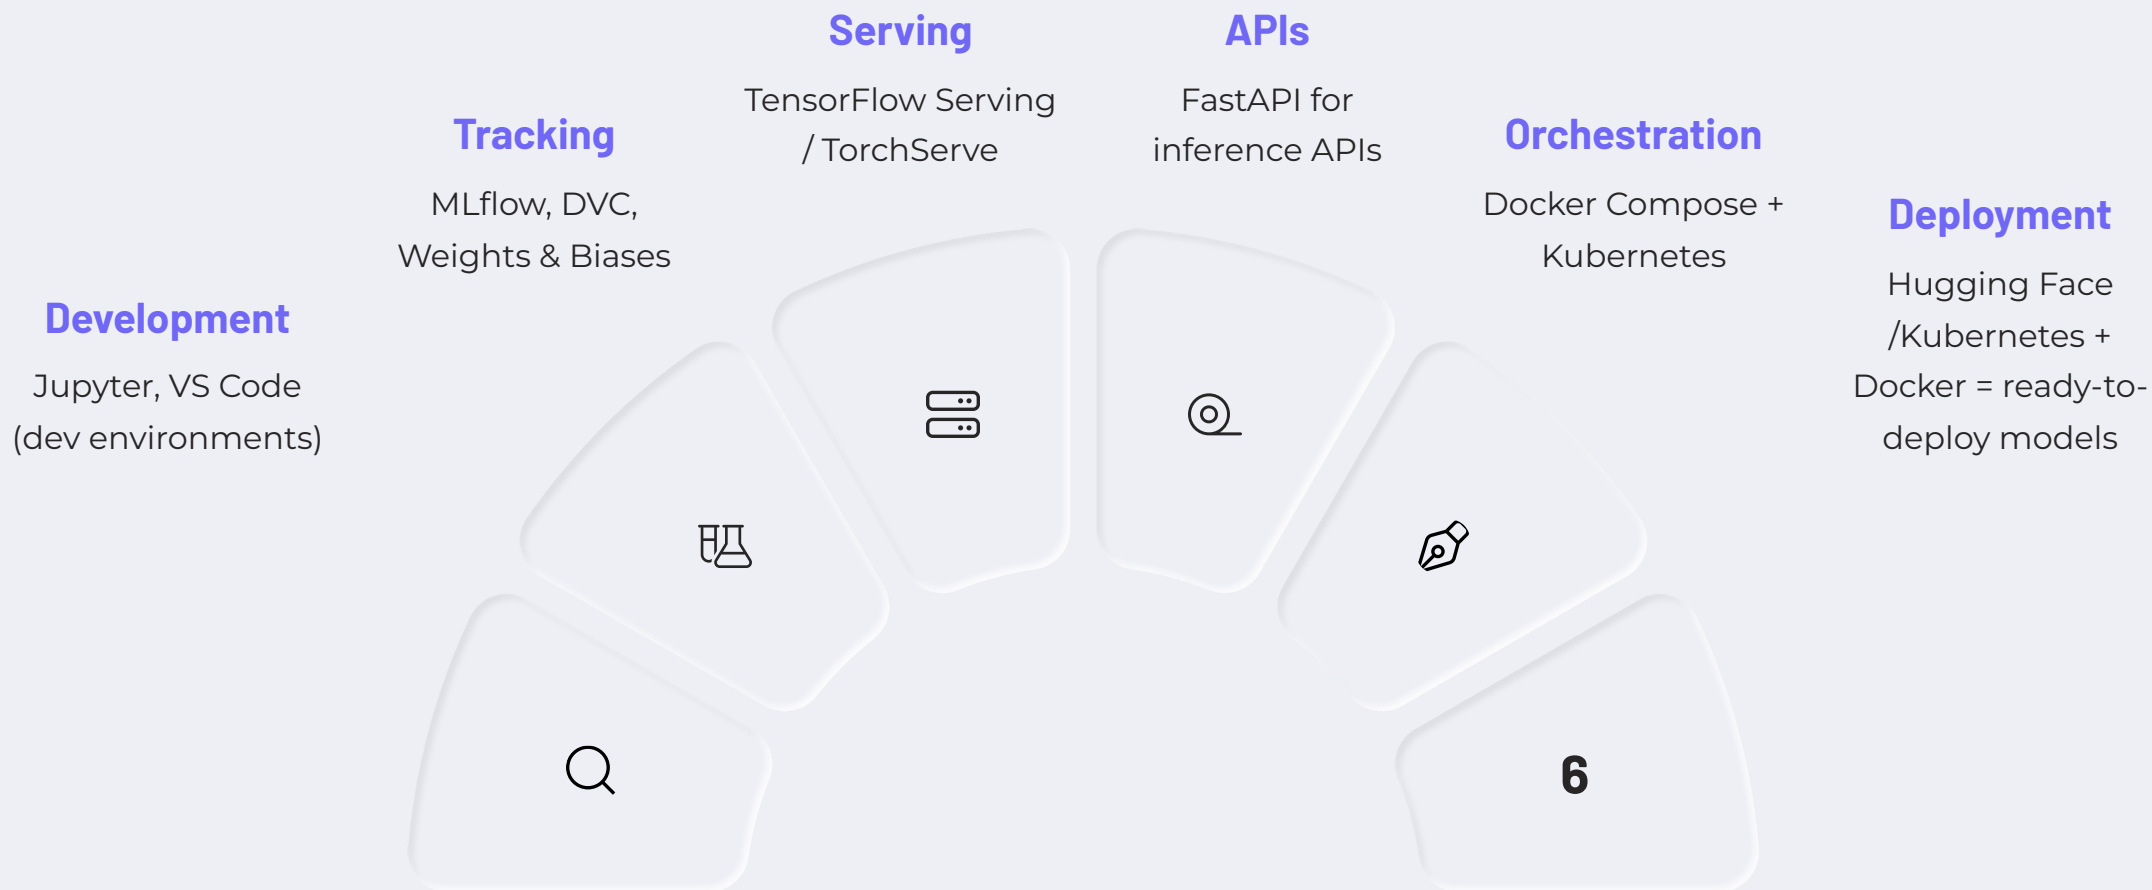 Development
Jupyter, VS Code
(dev environments)
Tracking
MLflow, DVC,
Weights & Biases
Serving
TensorFlow Serving
/ TorchServe
APIs
FastAPI for
inference APIs
Orchestration
Docker Compose +
Kubernetes
Deployment
Hugging Face
/Kubernetes +
Docker = ready-to-
deploy models
6